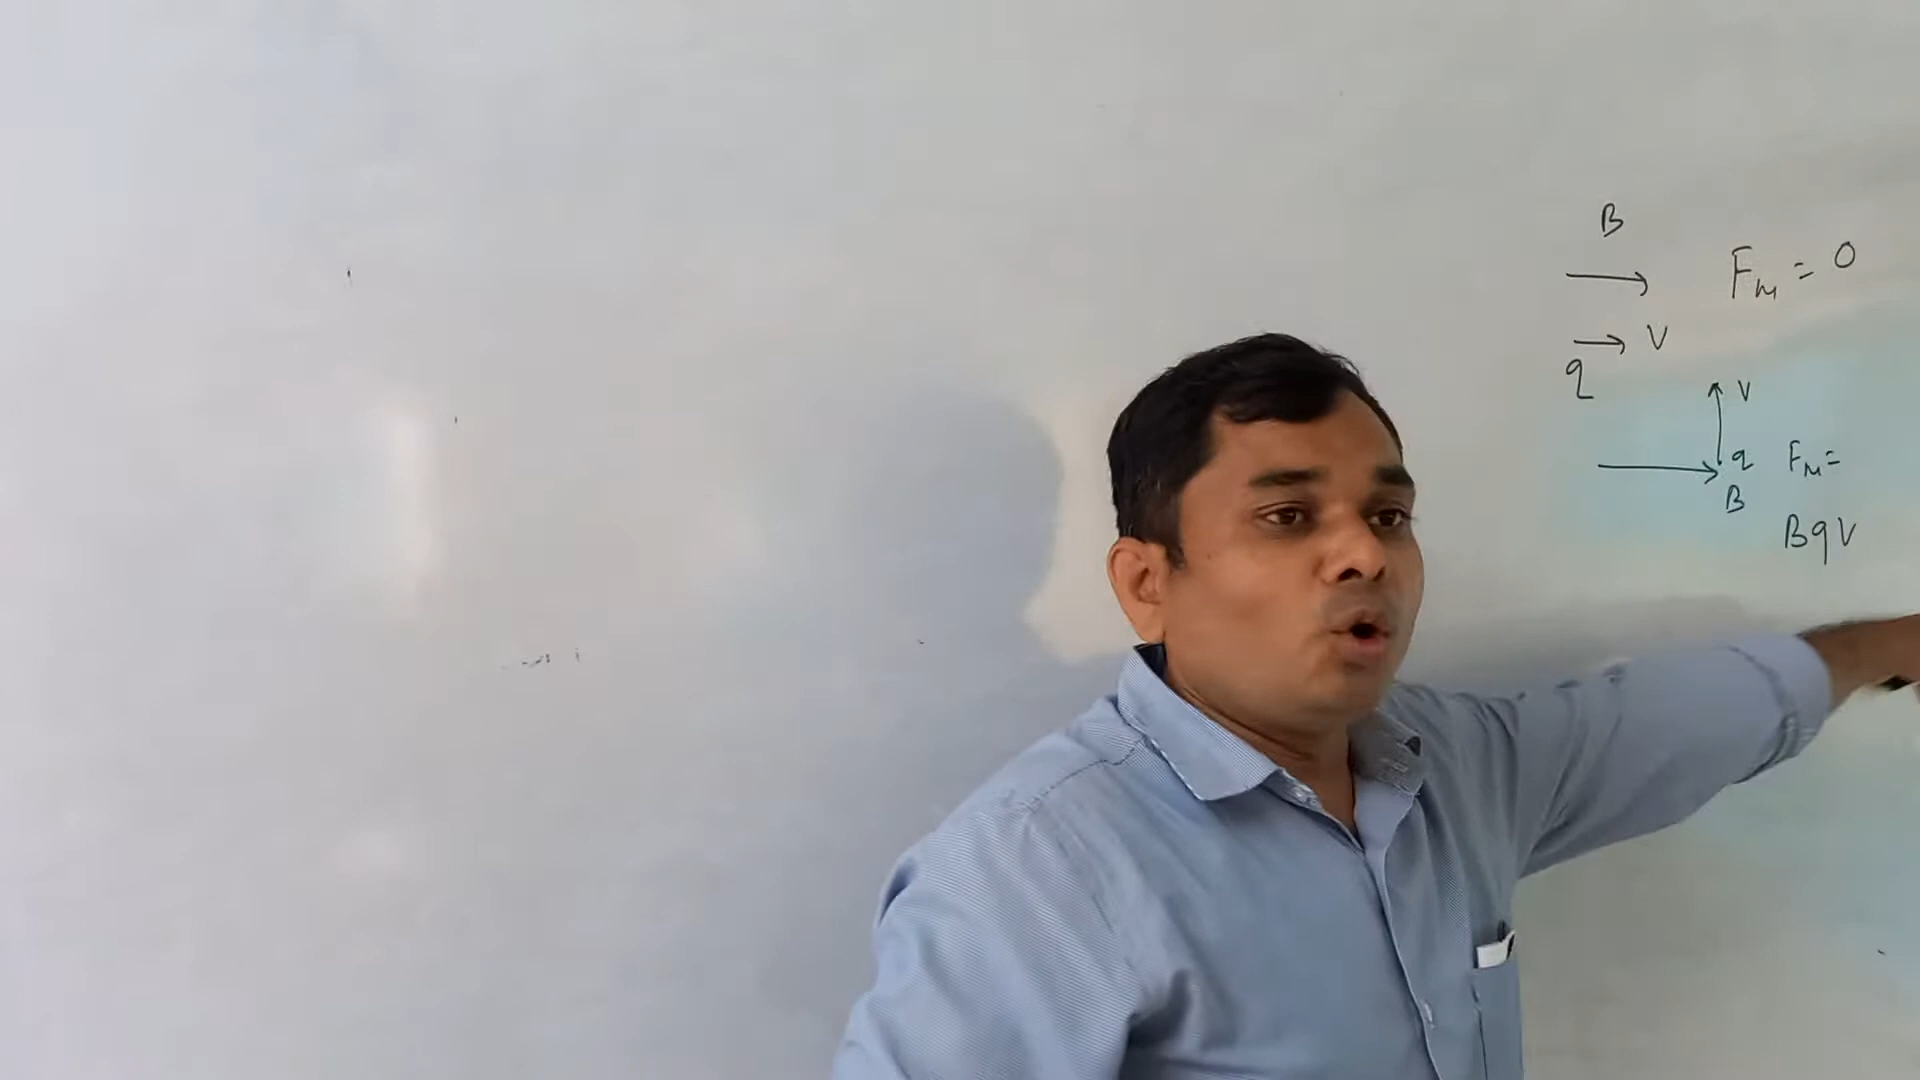 B
F_M = 0
V
q
V
q F_M =
B
BqV